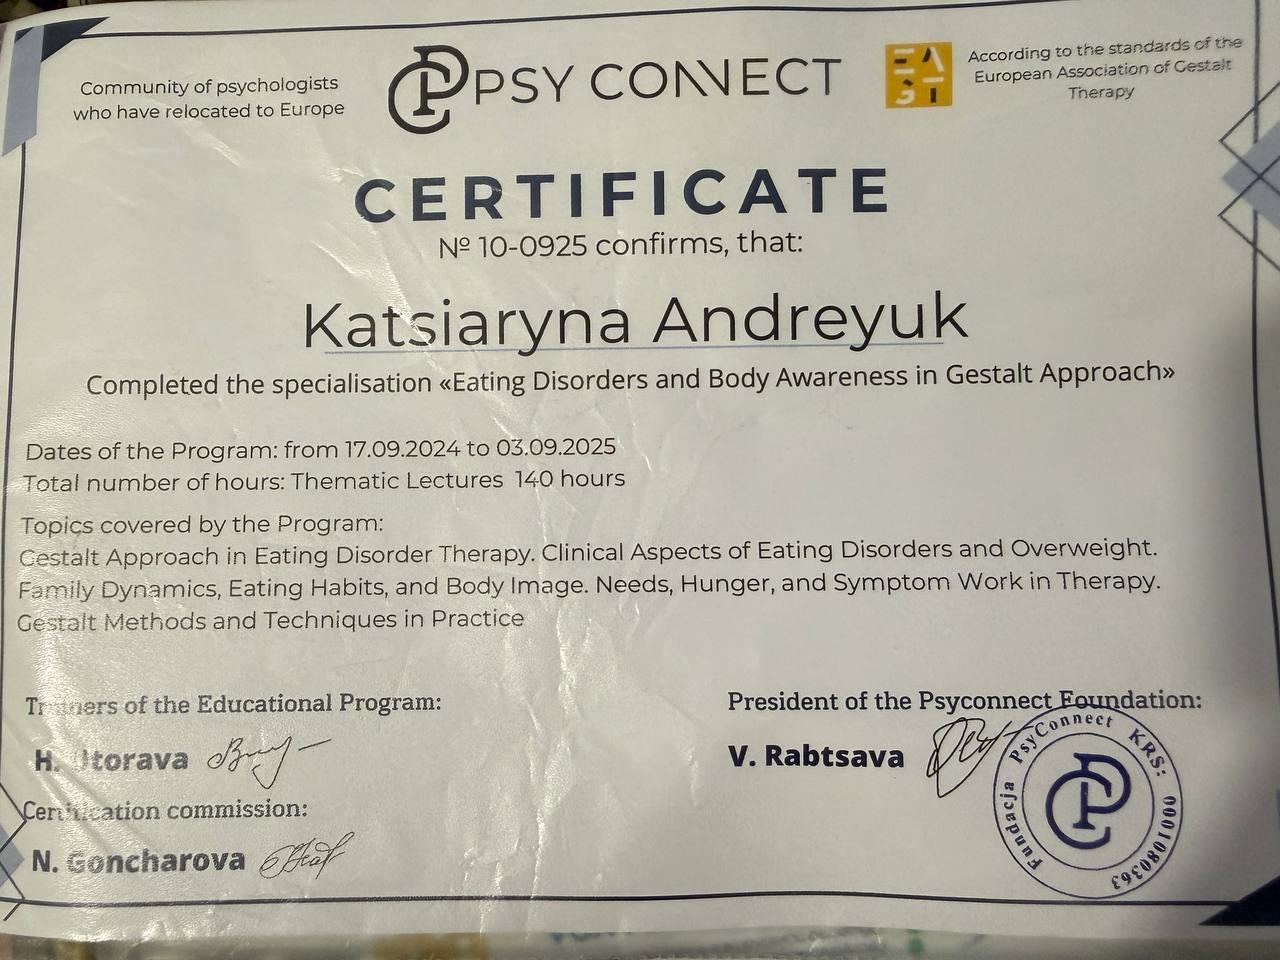 Community of psychologists
who have relocated to Europe
PSY CONNECT
EAGT
According to the standards of the
European Association of Gestalt
Therapy
CERTIFICATE
№ 10-0925 confirms, that:
Katsiaryna Andreyuk
Completed the specialisation «Eating Disorders and Body Awareness in Gestalt Approach»
Dates of the Program: from 17.09.2024 to 03.09.2025
Total number of hours: Thematic Lectures 140 hours
Topics covered by the Program:
Gestalt Approach in Eating Disorder Therapy. Clinical Aspects of Eating Disorders and Overweight.
Family Dynamics, Eating Habits, and Body Image. Needs, Hunger, and Symptom Work in Therapy.
Gestalt Methods and Techniques in Practice
Trainers of the Educational Program:
H.
Certification commission:
N. Goncharova
President of the Psyconnect Foundation:
V. Rabtsava
Fundacja PsyConnect KRS: 0001080363